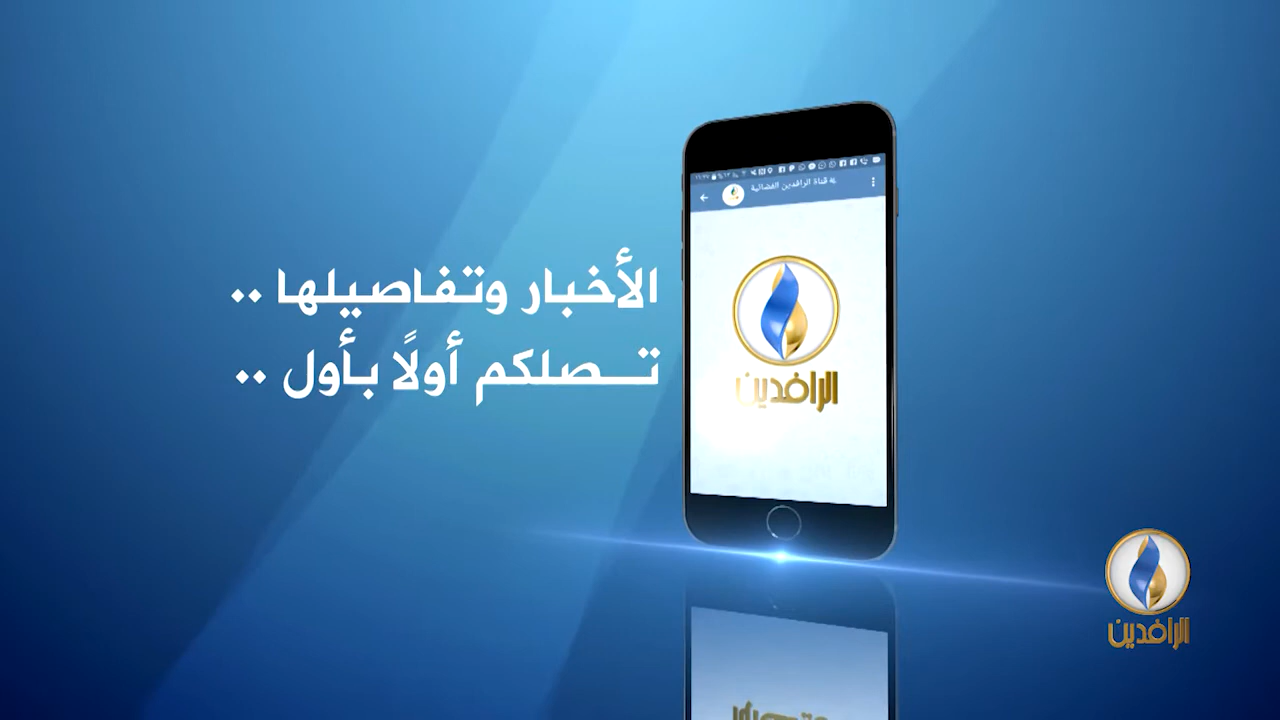 الأخبار وتفاصيلها ..
تـــصلكم أولًا بأول ..
قناة الرافدين الفضائية
الرافدين
الرافدين